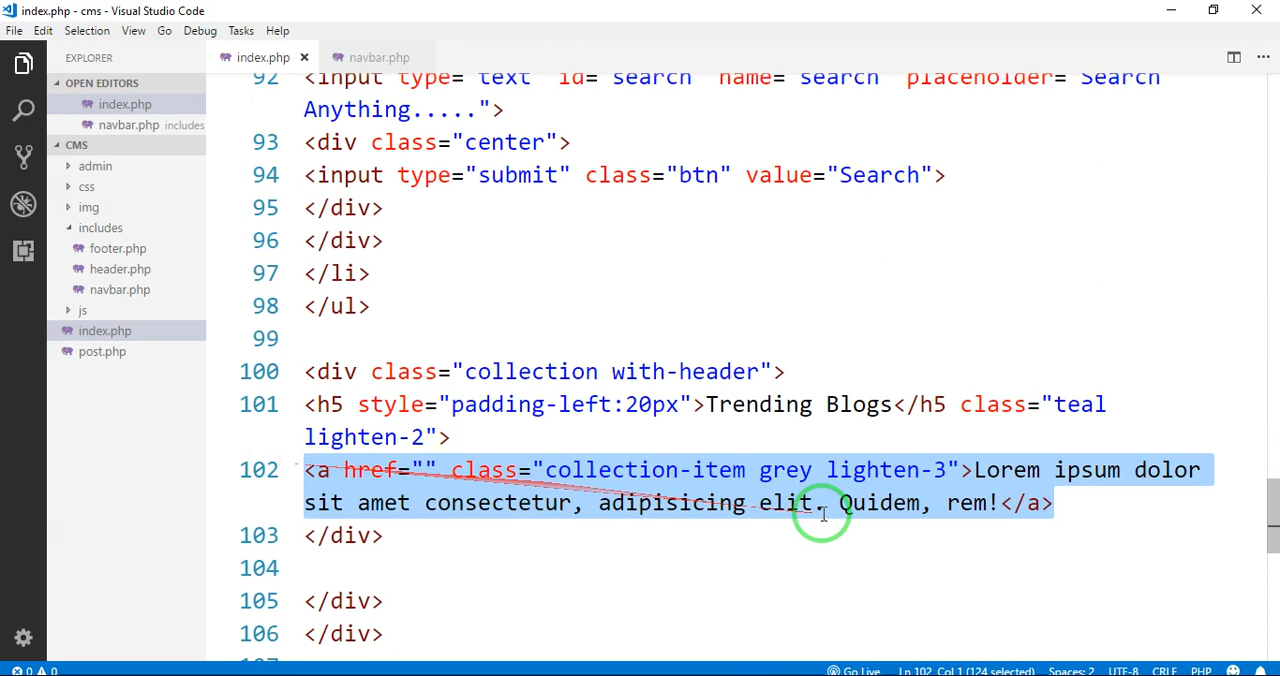 index.php - cms - Visual Studio Code
File Edit Selection View Go Debug Tasks Help
EXPLORER
index.php
navbar.php
OPEN EDITORS
index.php
navbar.php includes
CMS
admin
css
img
includes
footer.php
header.php
navbar.php
js
index.php
post.php
92 <input type="text" id="search" name="search" placeholder="Search
Anything.....">
93 <div class="center">
94 <input type="submit" class="btn" value="Search">
95 </div>
96 </div>
97 </li>
98 </ul>
99
100 <div class="collection with-header">
101 <h5 style="padding-left:20px">Trending Blogs</h5 class="teal
lighten-2">
102 <a href="" class="collection-item grey lighten-3">Lorem ipsum dolor
sit amet consectetur, adipisicing elit. Quidem, rem!</a>
103 </div>
104
105 </div>
106 </div>
0 0 Go Live Ln 102, Col 1 (124 selected) Spaces: 2 UTF-8 CRLF PHP